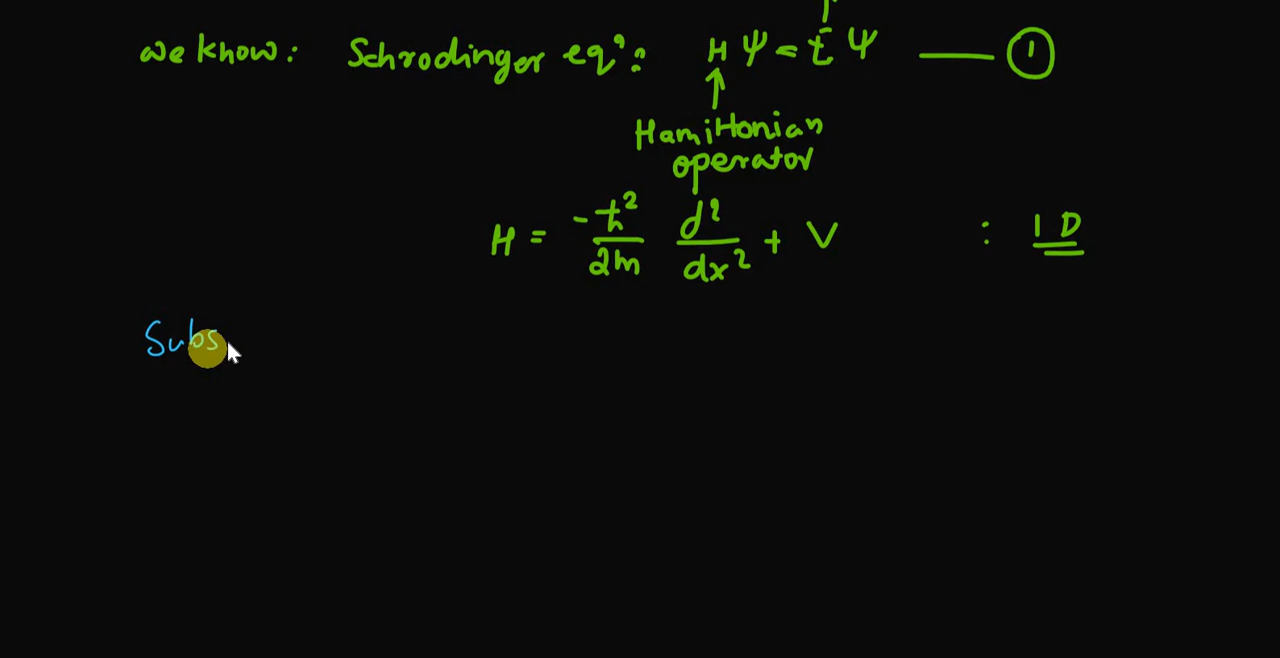 we know: Schrodinger eqⁿ: H Ψ = E Ψ —— ①
Hamiltonian
operator
H = -ℏ²/2m d²/dx² + V : 1 D
Subs